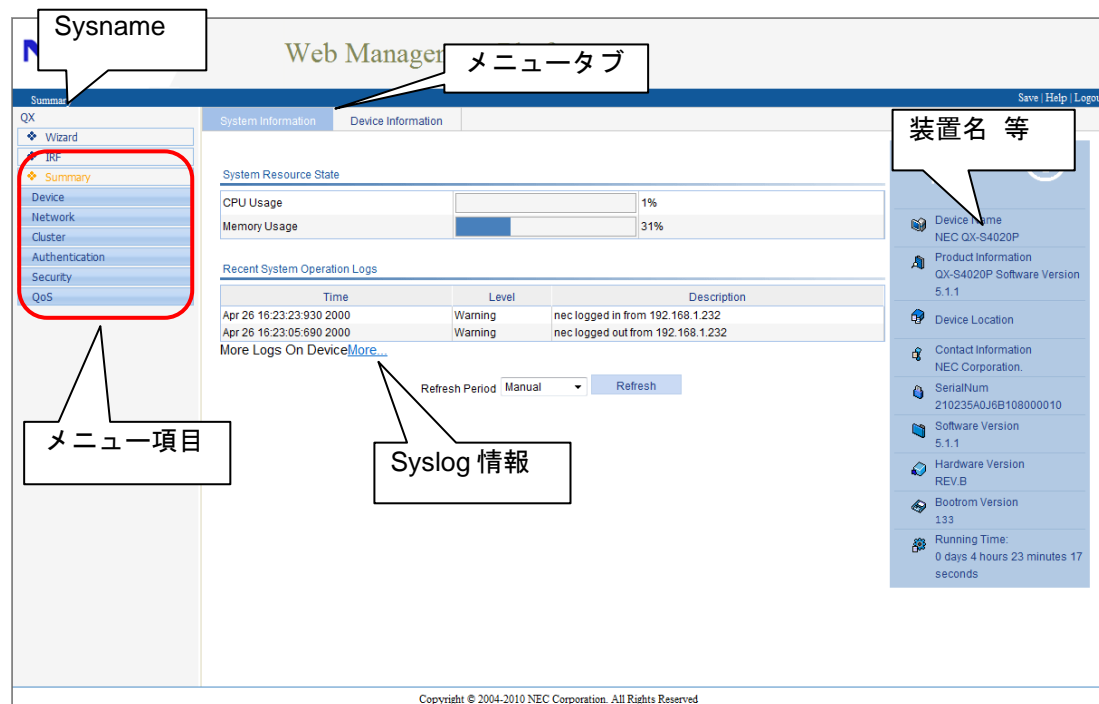 Sysname
Web Manage
メニュータブ
Summar
Save | Help | Logou
QX
System Information
Device Information
装置名 等
Wizard
IRF
Summary
Device
Network
Cluster
Authentication
Security
QoS
System Resource State
CPU Usage
1%
Memory Usage
31%
Recent System Operation Logs
Time Level Description
Apr 26 16:23:23:930 2000 Warning nec logged in from 192.168.1.232
Apr 26 16:23:05:690 2000 Warning nec logged out from 192.168.1.232
More Logs On DeviceMore...
Refresh Period Manual Refresh
メニュー項目
Syslog 情報
Device Name
NEC QX-S4020P
Product Information
QX-S4020P Software Version
5.1.1
Device Location
Contact Information
NEC Corporation.
SerialNum
210235A0J6B108000010
Software Version
5.1.1
Hardware Version
REV.B
Bootrom Version
133
Running Time:
0 days 4 hours 23 minutes 17
seconds
Copyright © 2004-2010 NEC Corporation. All Rights Reserved